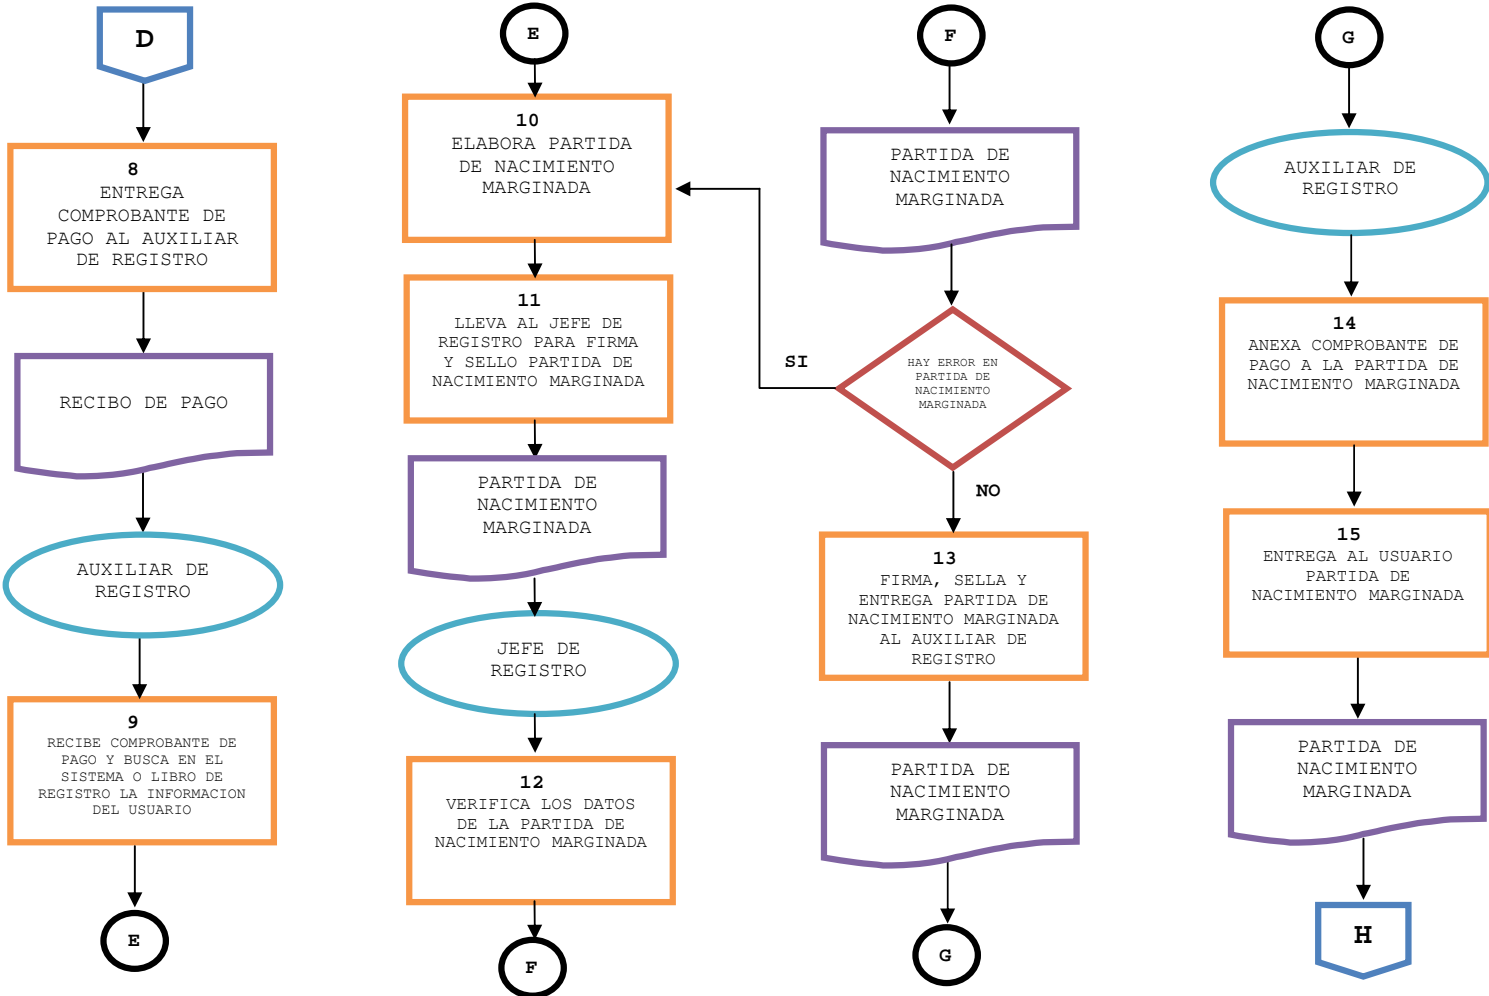 D
8
ENTREGA
COMPROBANTE DE
PAGO AL AUXILIAR
DE REGISTRO
RECIBO DE PAGO
AUXILIAR DE
REGISTRO
9
RECIBE COMPROBANTE DE
PAGO Y BUSCA EN EL
SISTEMA O LIBRO DE
REGISTRO LA INFORMACION
DEL USUARIO
E
E
10
ELABORA PARTIDA
DE NACIMIENTO
MARGINADA
11
LLEVA AL JEFE DE
REGISTRO PARA FIRMA
Y SELLO PARTIDA DE
NACIMIENTO MARGINADA
PARTIDA DE
NACIMIENTO
MARGINADA
JEFE DE
REGISTRO
12
VERIFICA LOS DATOS
DE LA PARTIDA DE
NACIMIENTO MARGINADA
F
F
PARTIDA DE
NACIMIENTO
MARGINADA
HAY ERROR EN
PARTIDA DE
NACIMIENTO
MARGINADA
SI
NO
13
FIRMA, SELLA Y
ENTREGA PARTIDA DE
NACIMIENTO MARGINADA
AL AUXILIAR DE
REGISTRO
PARTIDA DE
NACIMIENTO
MARGINADA
G
G
AUXILIAR DE
REGISTRO
14
ANEXA COMPROBANTE DE
PAGO A LA PARTIDA DE
NACIMIENTO MARGINADA
15
ENTREGA AL USUARIO
PARTIDA DE
NACIMIENTO MARGINADA
PARTIDA DE
NACIMIENTO
MARGINADA
H